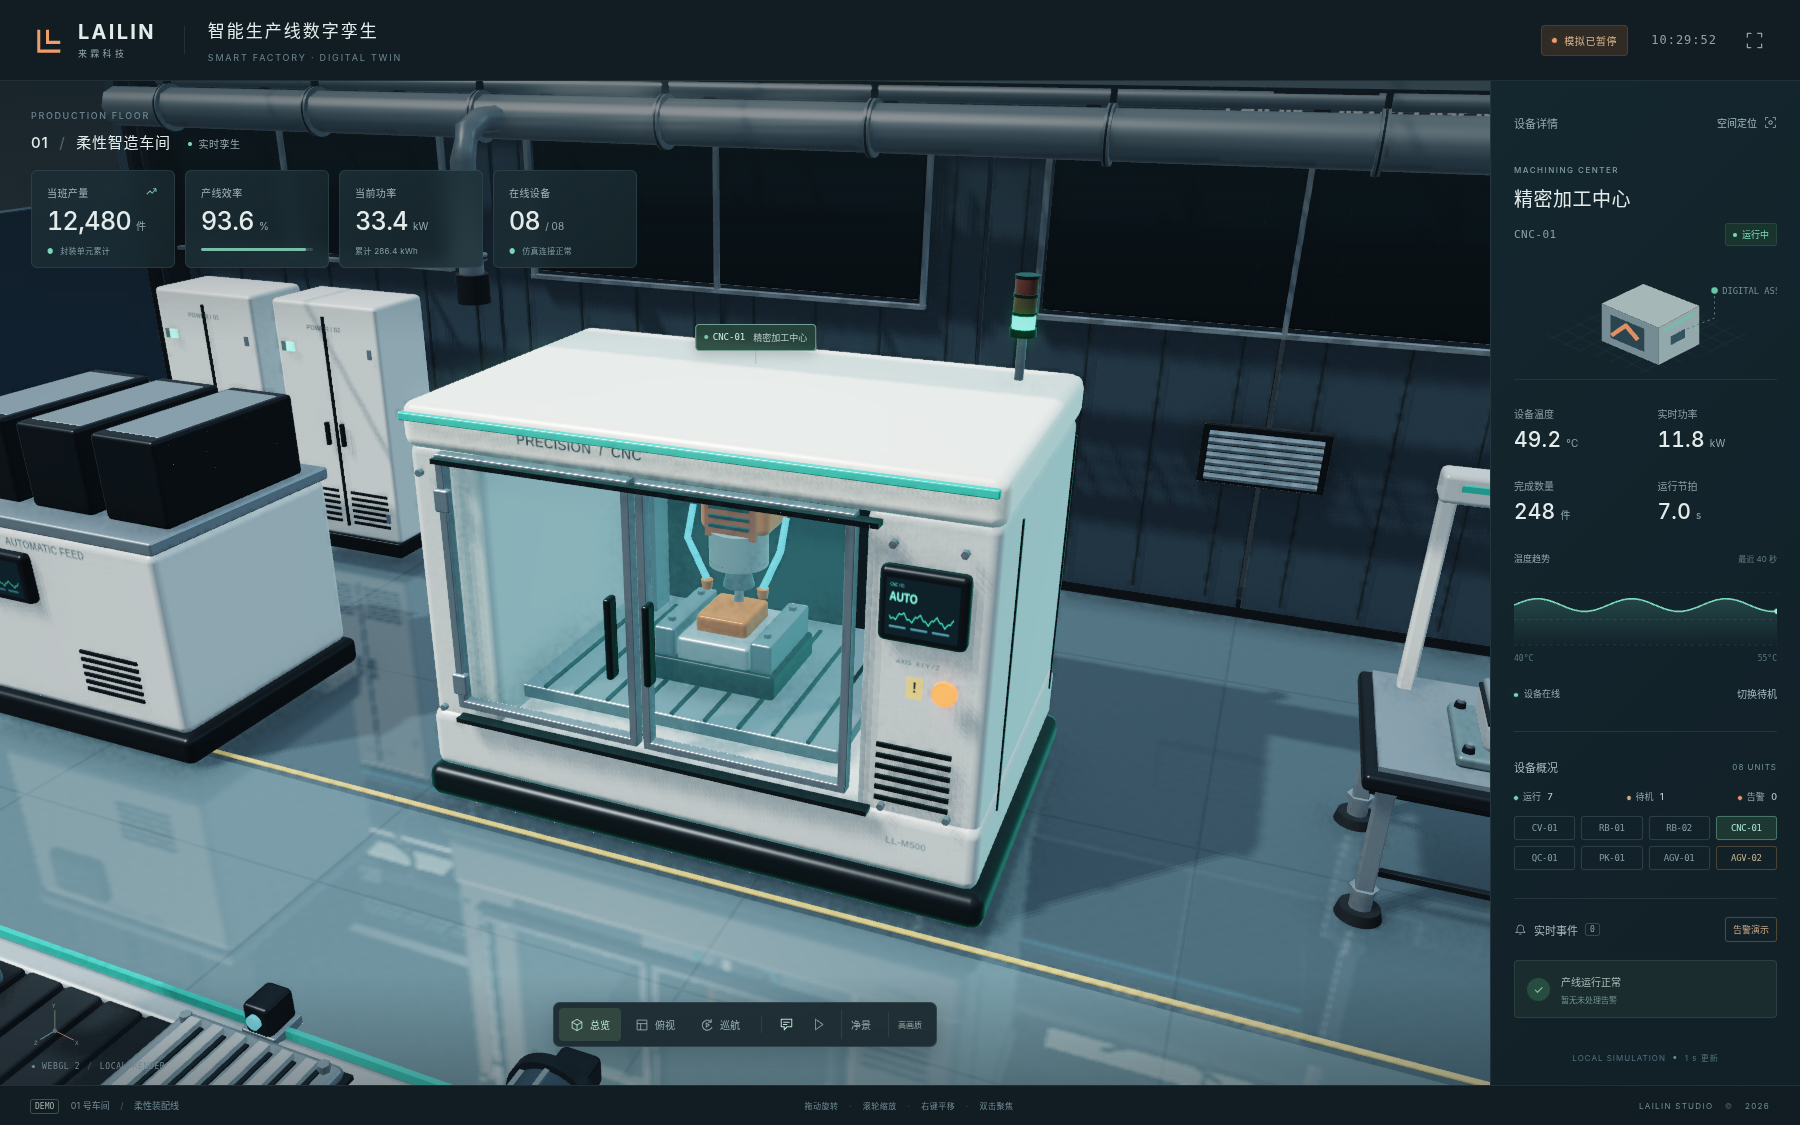 LAILIN
来霖科技
智能生产线数字孪生
SMART FACTORY · DIGITAL TWIN
模拟已暂停
10:29:52
PRODUCTION FLOOR
01 / 柔性智造车间
实时孪生
当班产量
12,480 件
封装单元累计
产线效率
93.6 %
当前功率
33.4 kW
累计 286.4 kWh
在线设备
08 / 08
仿真连接正常
CNC-01 精密加工中心
PRECISION / CNC
AUTOMATIC FEED
AUTO
!
LL-M500
设备详情
空间定位
MACHINING CENTER
精密加工中心
CNC-01
运行中
DIGITAL ASS
设备温度
49.2 °C
实时功率
11.8 kW
完成数量
248 件
运行节拍
7.0 s
温度趋势
最近 40 秒
40°C
55°C
设备在线
切换待机
设备概况
08 UNITS
运行 7
待机 1
告警 0
CV-01
RB-01
RB-02
CNC-01
QC-01
PK-01
AGV-01
AGV-02
实时事件 0
告警演示
产线运行正常
暂无未处理告警
LOCAL SIMULATION • 1 s 更新
Y
Z
X
WEBGL 2 / LOCAL
总览
俯视
巡航
净景
高画质
DEMO
01 号车间 / 柔性装配线
拖动旋转 · 滚轮缩放 · 右键平移 · 双击聚焦
LAILIN STUDIO © 2026